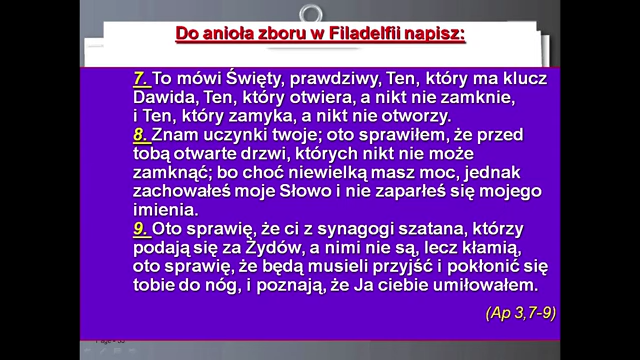 Do anioła zboru w Filadelfii napisz:
7. To mówi Święty, prawdziwy, Ten, który ma klucz
Dawida, Ten, który otwiera, a nikt nie zamknie,
i Ten, który zamyka, a nikt nie otworzy.
8. Znam uczynki twoje; oto sprawiłem, że przed
tobą otwarte drzwi, których nikt nie może
zamknąć; bo choć niewielką masz moc, jednak
zachowałeś moje Słowo i nie zaparłeś się mojego
imienia.
9. Oto sprawię, że ci z synagogi szatana, którzy
podają się za Żydów, a nimi nie są, lecz kłamią,
oto sprawię, że będą musieli przyjść i pokłonić się
tobie do nóg, i poznają, że Ja ciebie umiłowałem.
(Ap 3,7-9)